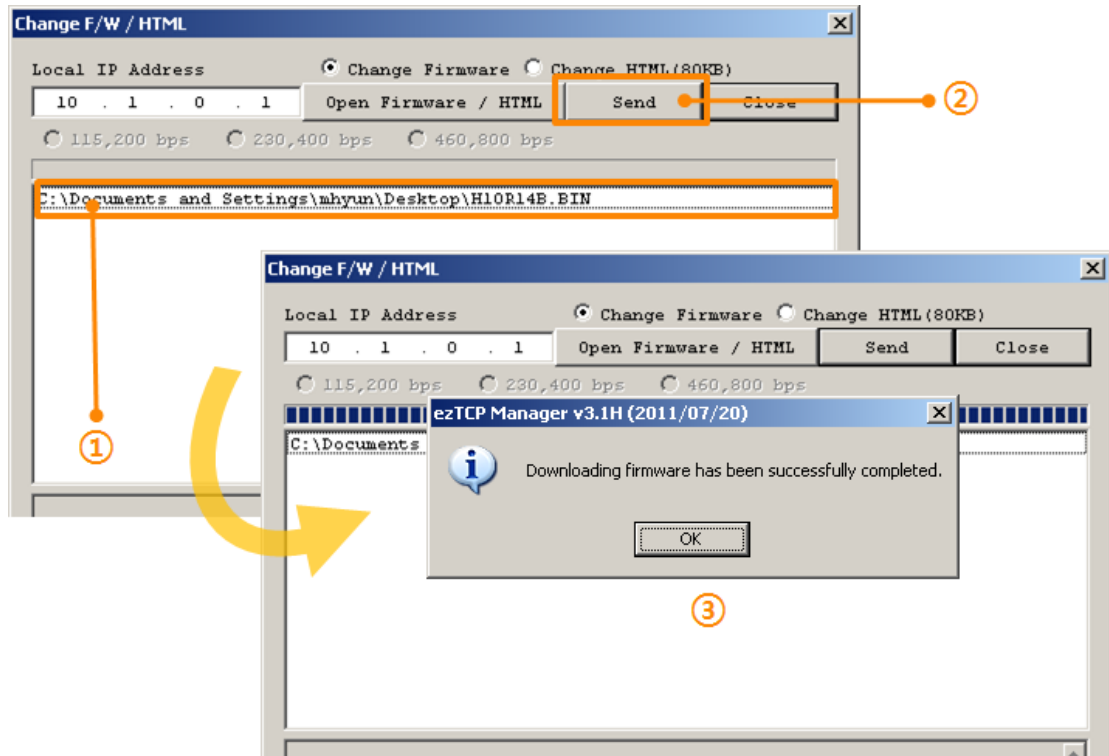 Change F/W / HTML
Local IP Address
Change Firmware
Change HTML(80KB)
10 . 1 . 0 . 1
Open Firmware / HTML
Send
Close
②
115,200 bps
230,400 bps
460,800 bps
C:\Documents and Settings\mhyun\Desktop\H10R14B.BIN
①
Change F/W / HTML
Local IP Address
Change Firmware
Change HTML(80KB)
10 . 1 . 0 . 1
Open Firmware / HTML
Send
Close
115,200 bps
230,400 bps
460,800 bps
C:\Documents
ezTCP Manager v3.1H (2011/07/20)
Downloading firmware has been successfully completed.
OK
③